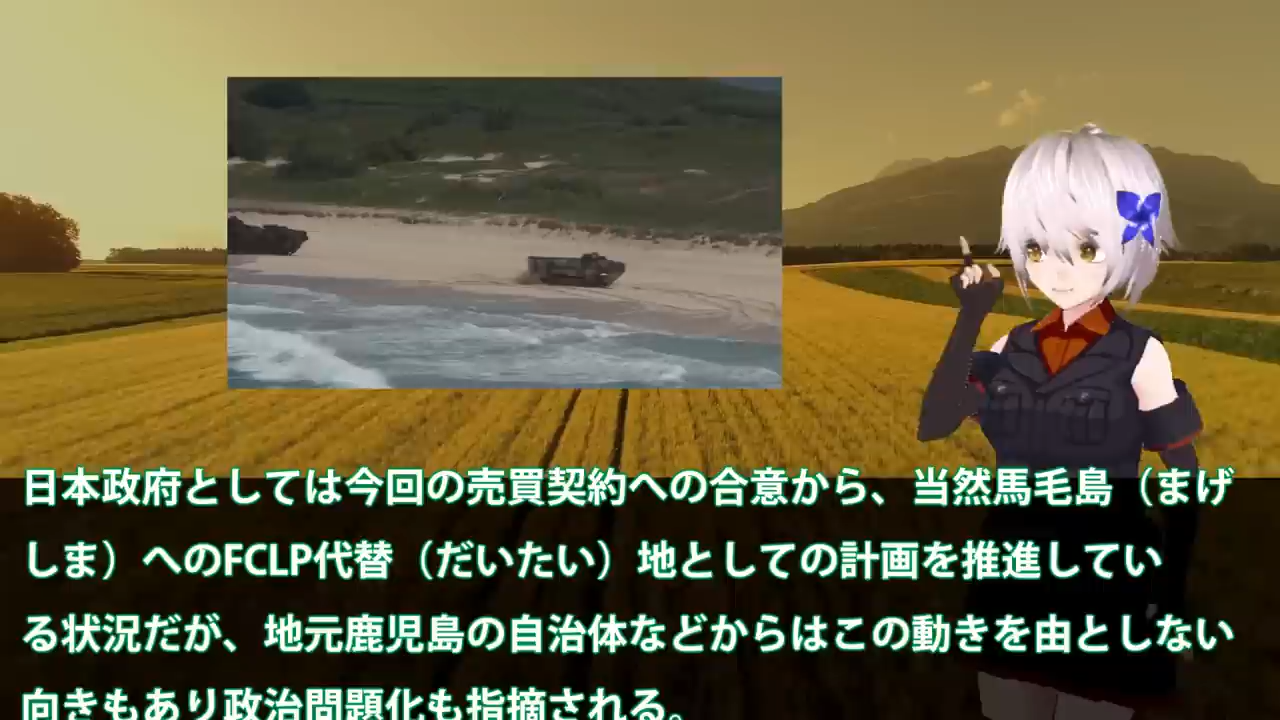 日本政府としては今回の売買契約への合意から、当然馬毛島（まげ
しま）へのFCLP代替（だいたい）地としての計画を推進してい
る状況だが、地元鹿児島の自治体などからはこの動きを由としない
向きもあり政治問題化も指摘される。